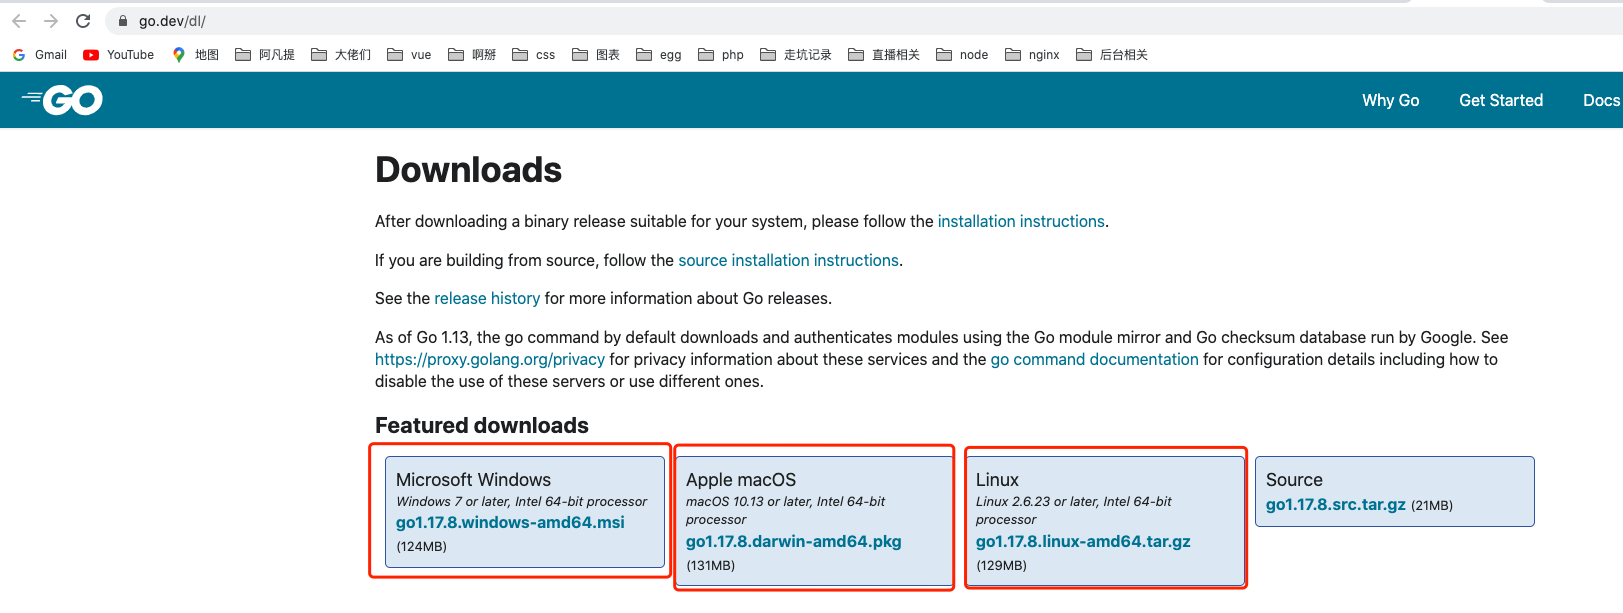 go.dev/dl/
Gmail YouTube 地图 阿凡提 大佬们 vue 啊掰 css 图表 egg php 走坑记录 直播相关 node nginx 后台相关
GO Why Go Get Started Docs
Downloads
After downloading a binary release suitable for your system, please follow the installation instructions.
If you are building from source, follow the source installation instructions.
See the release history for more information about Go releases.
As of Go 1.13, the go command by default downloads and authenticates modules using the Go module mirror and Go checksum database run by Google. See
https://proxy.golang.org/privacy for privacy information about these services and the go command documentation for configuration details including how to
disable the use of these servers or use different ones.
Featured downloads
Microsoft Windows
Windows 7 or later, Intel 64-bit processor
go1.17.8.windows-amd64.msi
(124MB)
Apple macOS
macOS 10.13 or later, Intel 64-bit
processor
go1.17.8.darwin-amd64.pkg
(131MB)
Linux
Linux 2.6.23 or later, Intel 64-bit
processor
go1.17.8.linux-amd64.tar.gz
(129MB)
Source
go1.17.8.src.tar.gz (21MB)